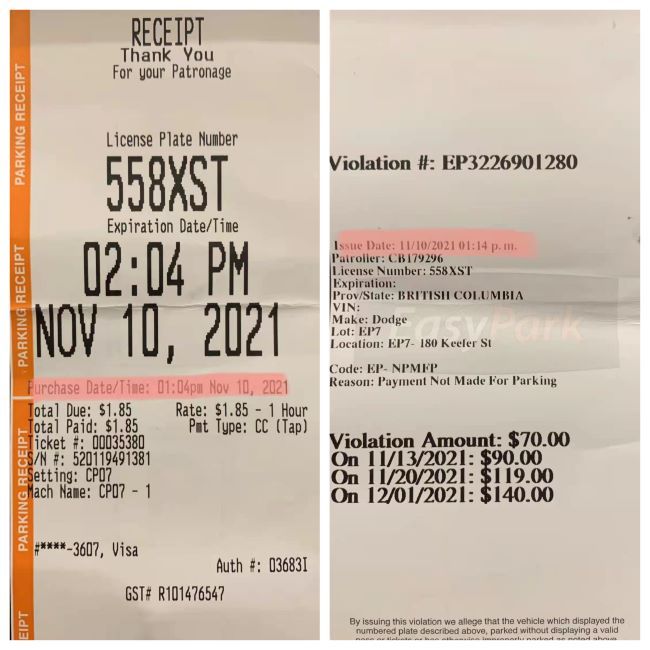 RECEIPT
Thank You
For your Patronage
License Plate Number
558XST
Expiration Date/Time
02:04 PM
NOV 10, 2021
Purchase Date/Time: 01:04pm Nov 10, 2021
Total Due: $1.85 Rate: $1.85 - 1 Hour
Total Paid: $1.85 Pmt Type: CC (Tap)
Ticket #: 00035380
S/N #: 520119491381
Setting: CP07
Mach Name: CP07 - 1
#****-3607, Visa
Auth #: 03683I
GST# R101476547
PARKING RECEIPT
PARKING RECEIPT
PARKING RECEIPT
EIPT
Violation #: EP3226901280
Issue Date: 11/10/2021 01:14 p.m.
Patroller: CB179296
License Number: 558XST
Expiration:
Prov/State: BRITISH COLUMBIA
VIN:
Make: Dodge
Lot: EP7
Location: EP7- 180 Keefer St
EasyPark
Code: EP- NPMFP
Reason: Payment Not Made For Parking
Violation Amount: $70.00
On 11/13/2021: $90.00
On 11/20/2021: $119.00
On 12/01/2021: $140.00
By issuing this violation we allege that the vehicle which displayed the
numbered plate described above, parked without displaying a valid